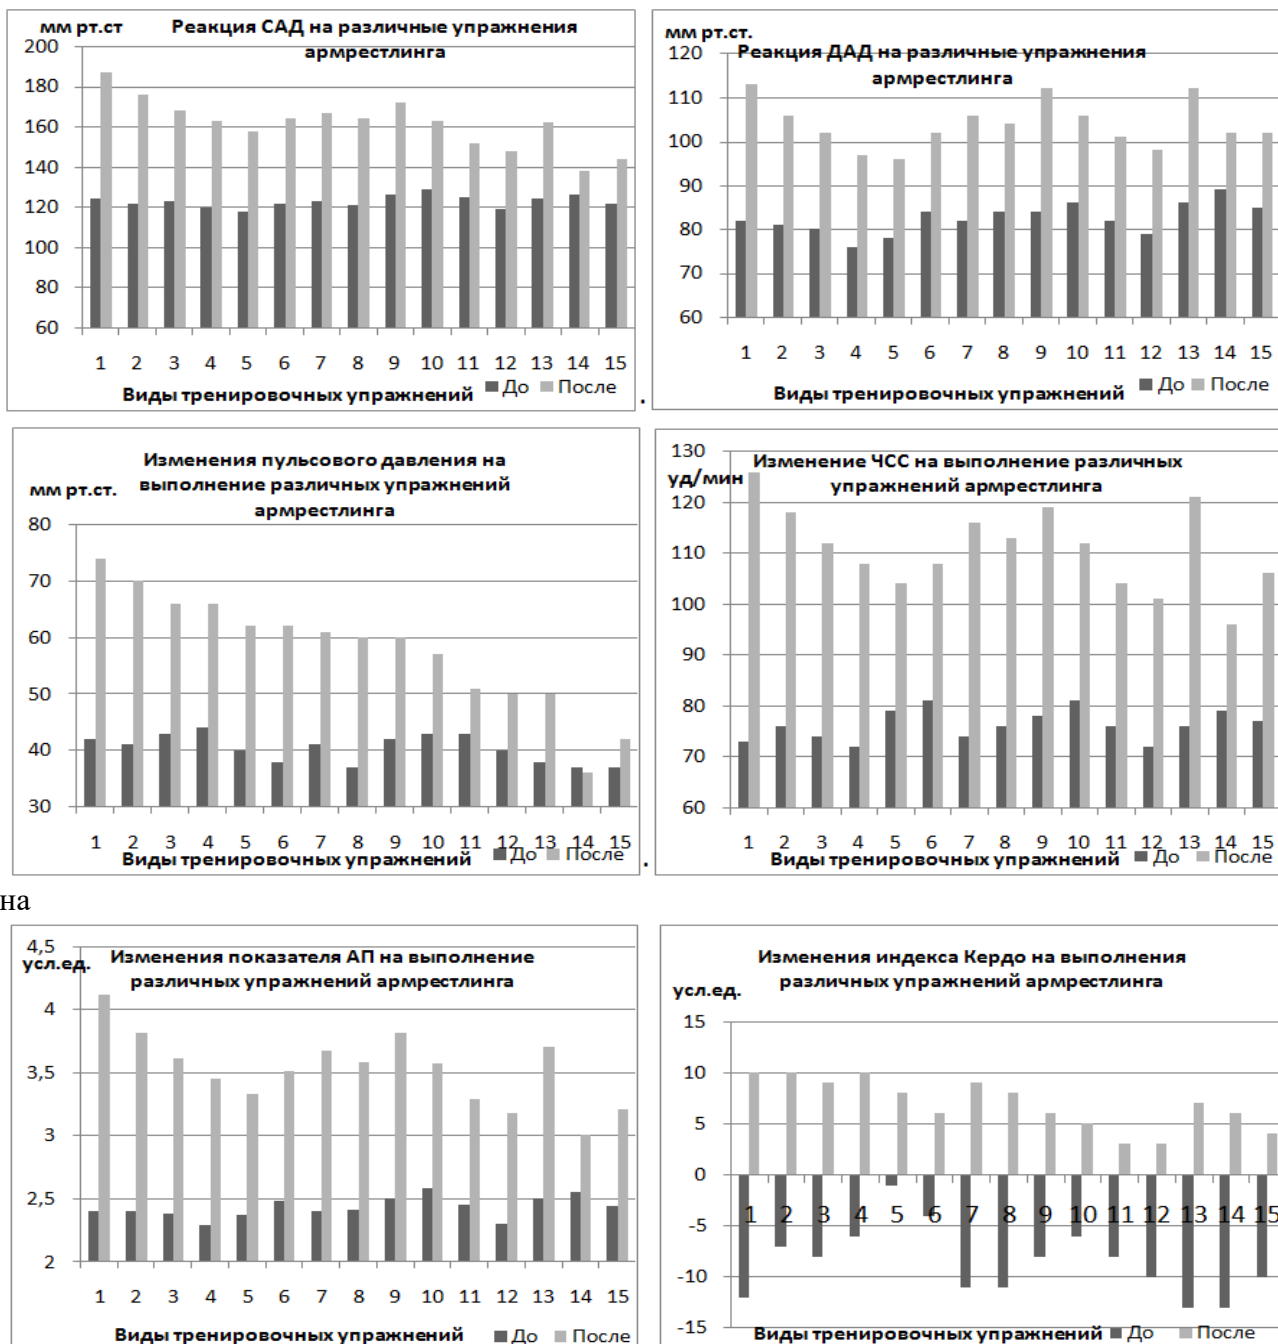 мм рт.ст Реакция САД на различные упражнения
армрестлинга
200
180
160
140
120
100
80
60
1 2 3 4 5 6 7 8 9 10 11 12 13 14 15
Виды тренировочных упражнений До После
.
мм рт.ст.
Реакция ДАД на различные упражнения
армрестлинга
120
110
100
90
80
70
60
1 2 3 4 5 6 7 8 9 10 11 12 13 14 15
Виды тренировочных упражнений До После
Изменения пульсового давления на
мм рт.ст. выполнение различных упражнений
армрестлинга
80
70
60
50
40
30
1 2 3 4 5 6 7 8 9 10 11 12 13 14 15
Виды тренировочных упражнений До После
.
130
Изменение ЧСС на выполнение различных
уд/мин упражнений армрестлинга
120
110
100
90
80
70
60
1 2 3 4 5 6 7 8 9 10 11 12 13 14 15
Виды тренировочных упражнений До После
на
4,5
усл.ед. Изменения показателя АП на выполнение
различных упражнений армрестлинга
4
3,5
3
2,5
2
1 2 3 4 5 6 7 8 9 10 11 12 13 14 15
Виды тренировочных упражнений До После
Изменения индекса Кердо на выполнения
различных упражнений армрестлинга
усл.ед.
15
10
5
0
1 2 3 4 5 6 7 8 9 10 11 12 13 14 15
-5
-10
-15
Виды тренировочных упражнений До После